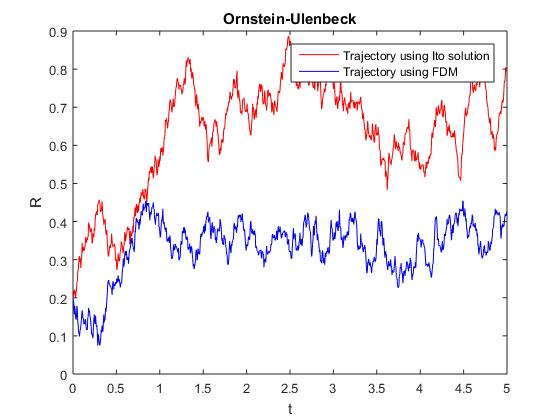 Ornstein-Ulenbeck
Trajectory using Ito solution
Trajectory using FDM
0.9
0.8
0.7
0.6
0.5
0.4
0.3
0.2
0.1
0
R
0 0.5 1 1.5 2 2.5 3 3.5 4 4.5 5
t